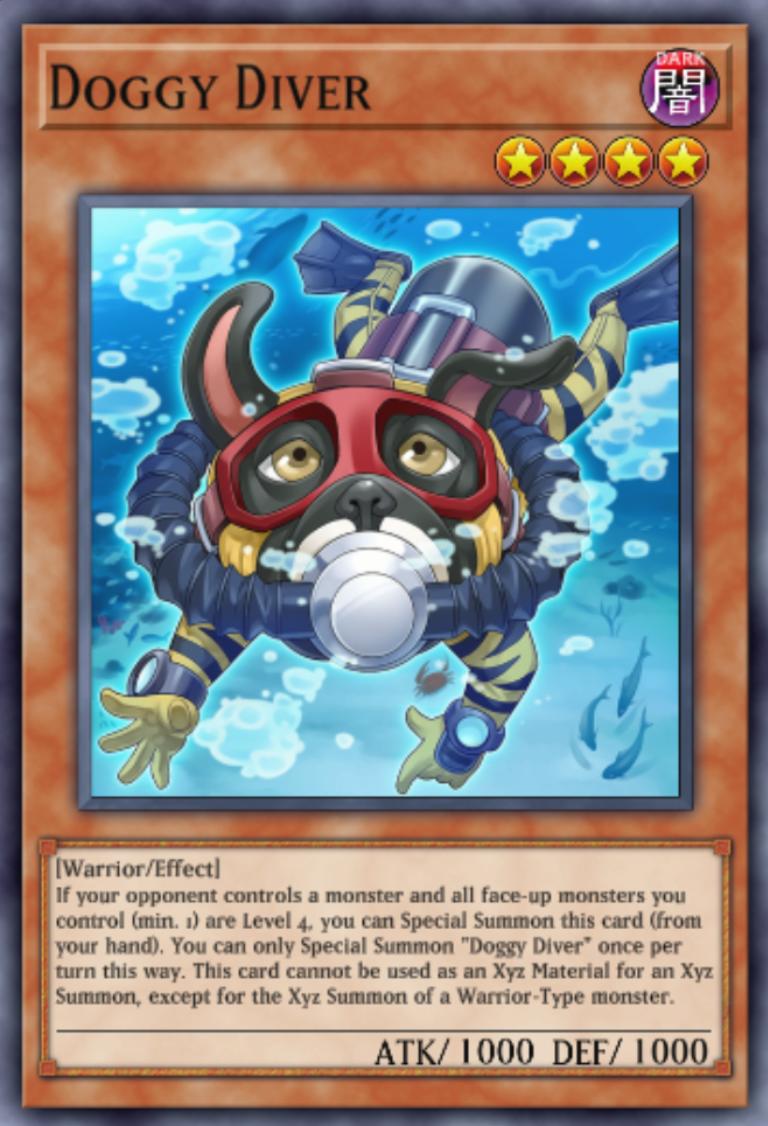 Doggy Diver
DARK
闇
[Warrior/Effect]
If your opponent controls a monster and all face-up monsters you
control (min. 1) are Level 4, you can Special Summon this card (from
your hand). You can only Special Summon "Doggy Diver" once per
turn this way. This card cannot be used as an Xyz Material for an Xyz
Summon, except for the Xyz Summon of a Warrior-Type monster.
ATK/ 1000 DEF/ 1000